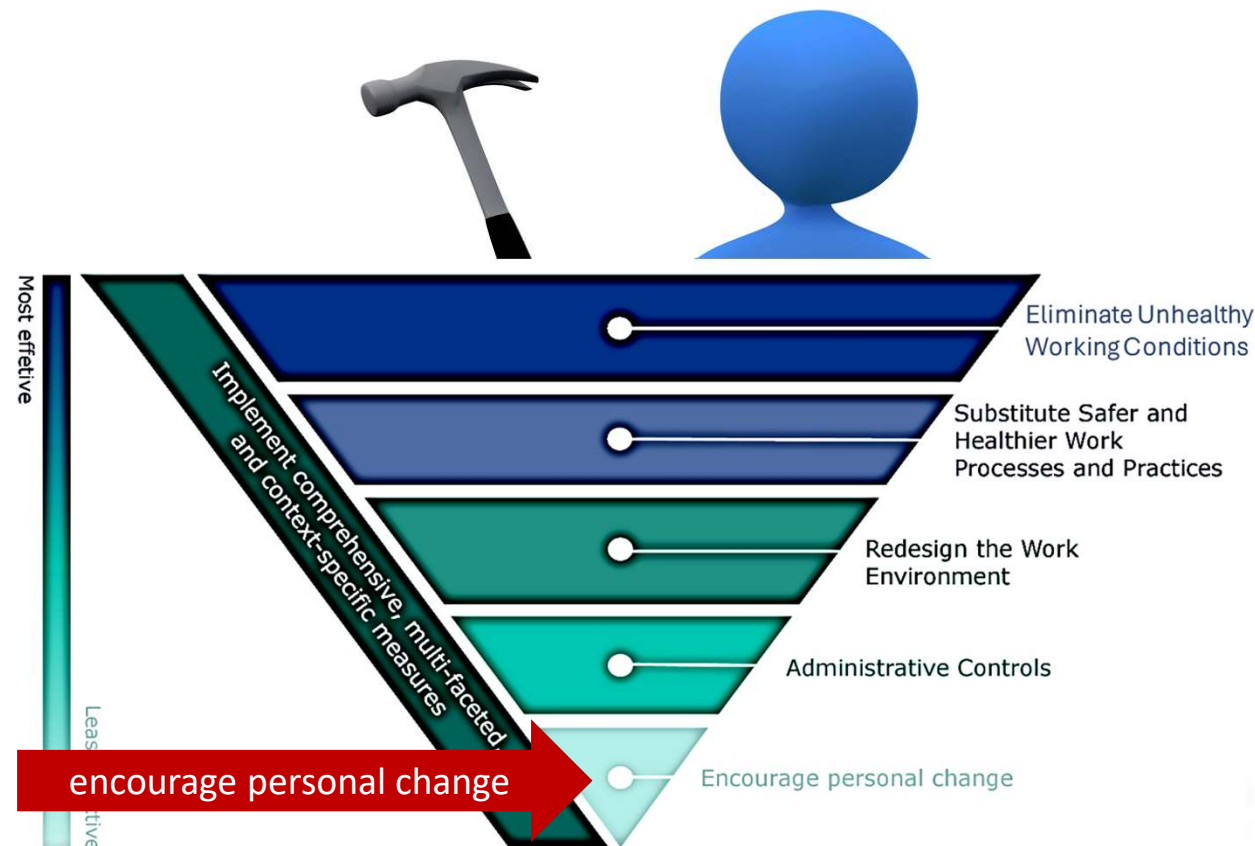 Most effetive
Implement comprehensive, multi-faceted,
and context-specific measures
Eliminate Unhealthy
Working Conditions
Substitute Safer and
Healthier Work
Processes and Practices
Redesign the Work
Environment
Administrative Controls
Encourage personal change
encourage personal change